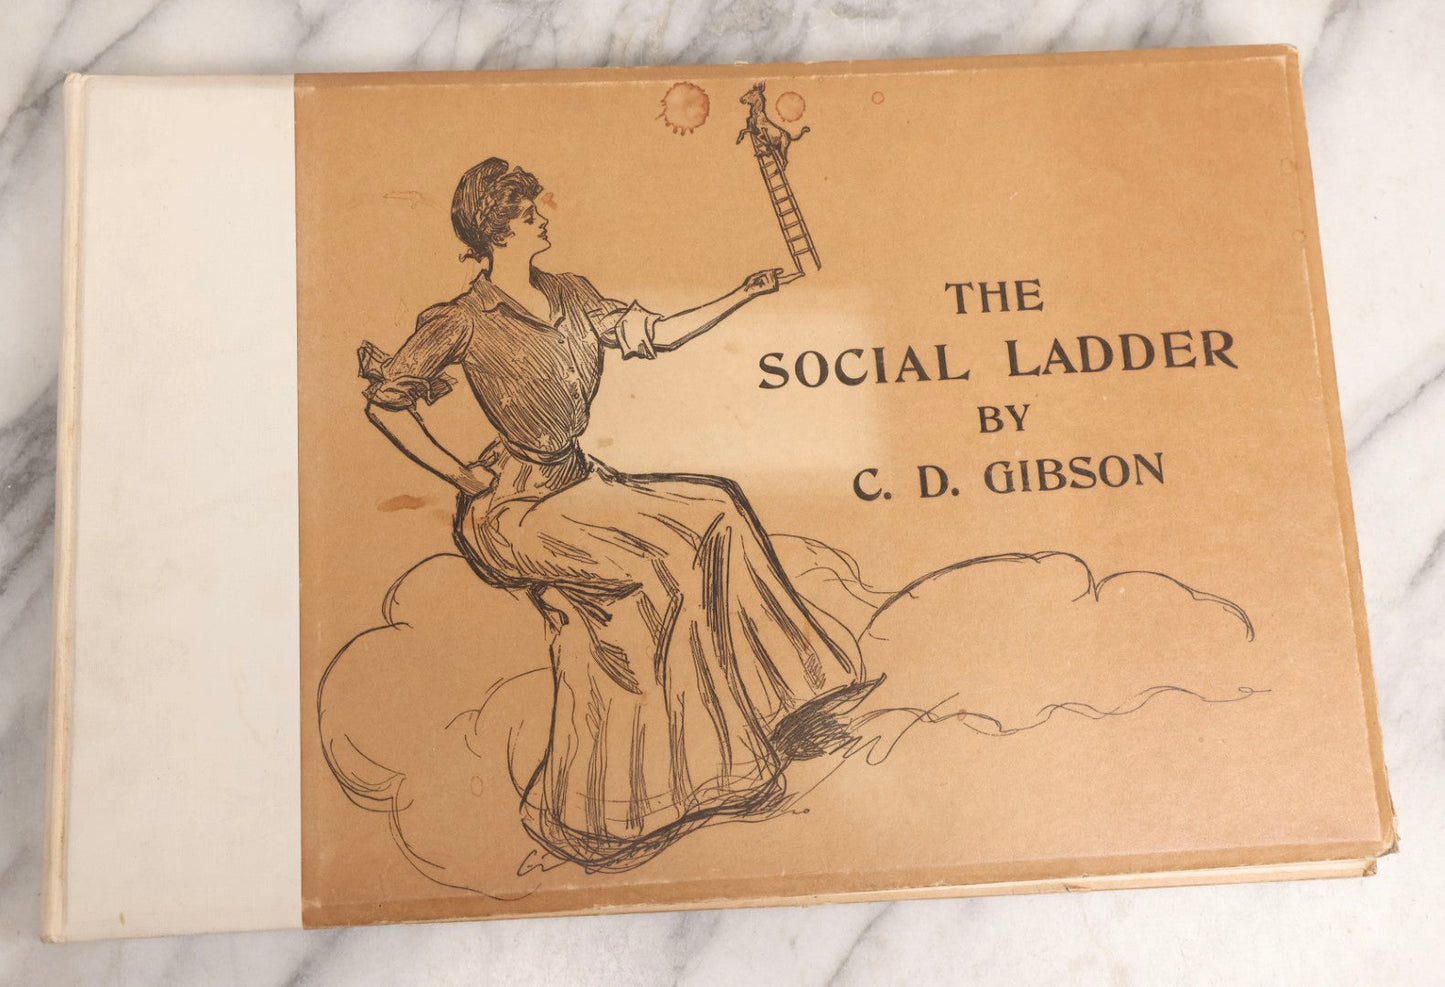 THE
SOCIAL LADDER
BY
C. D. GIBSON